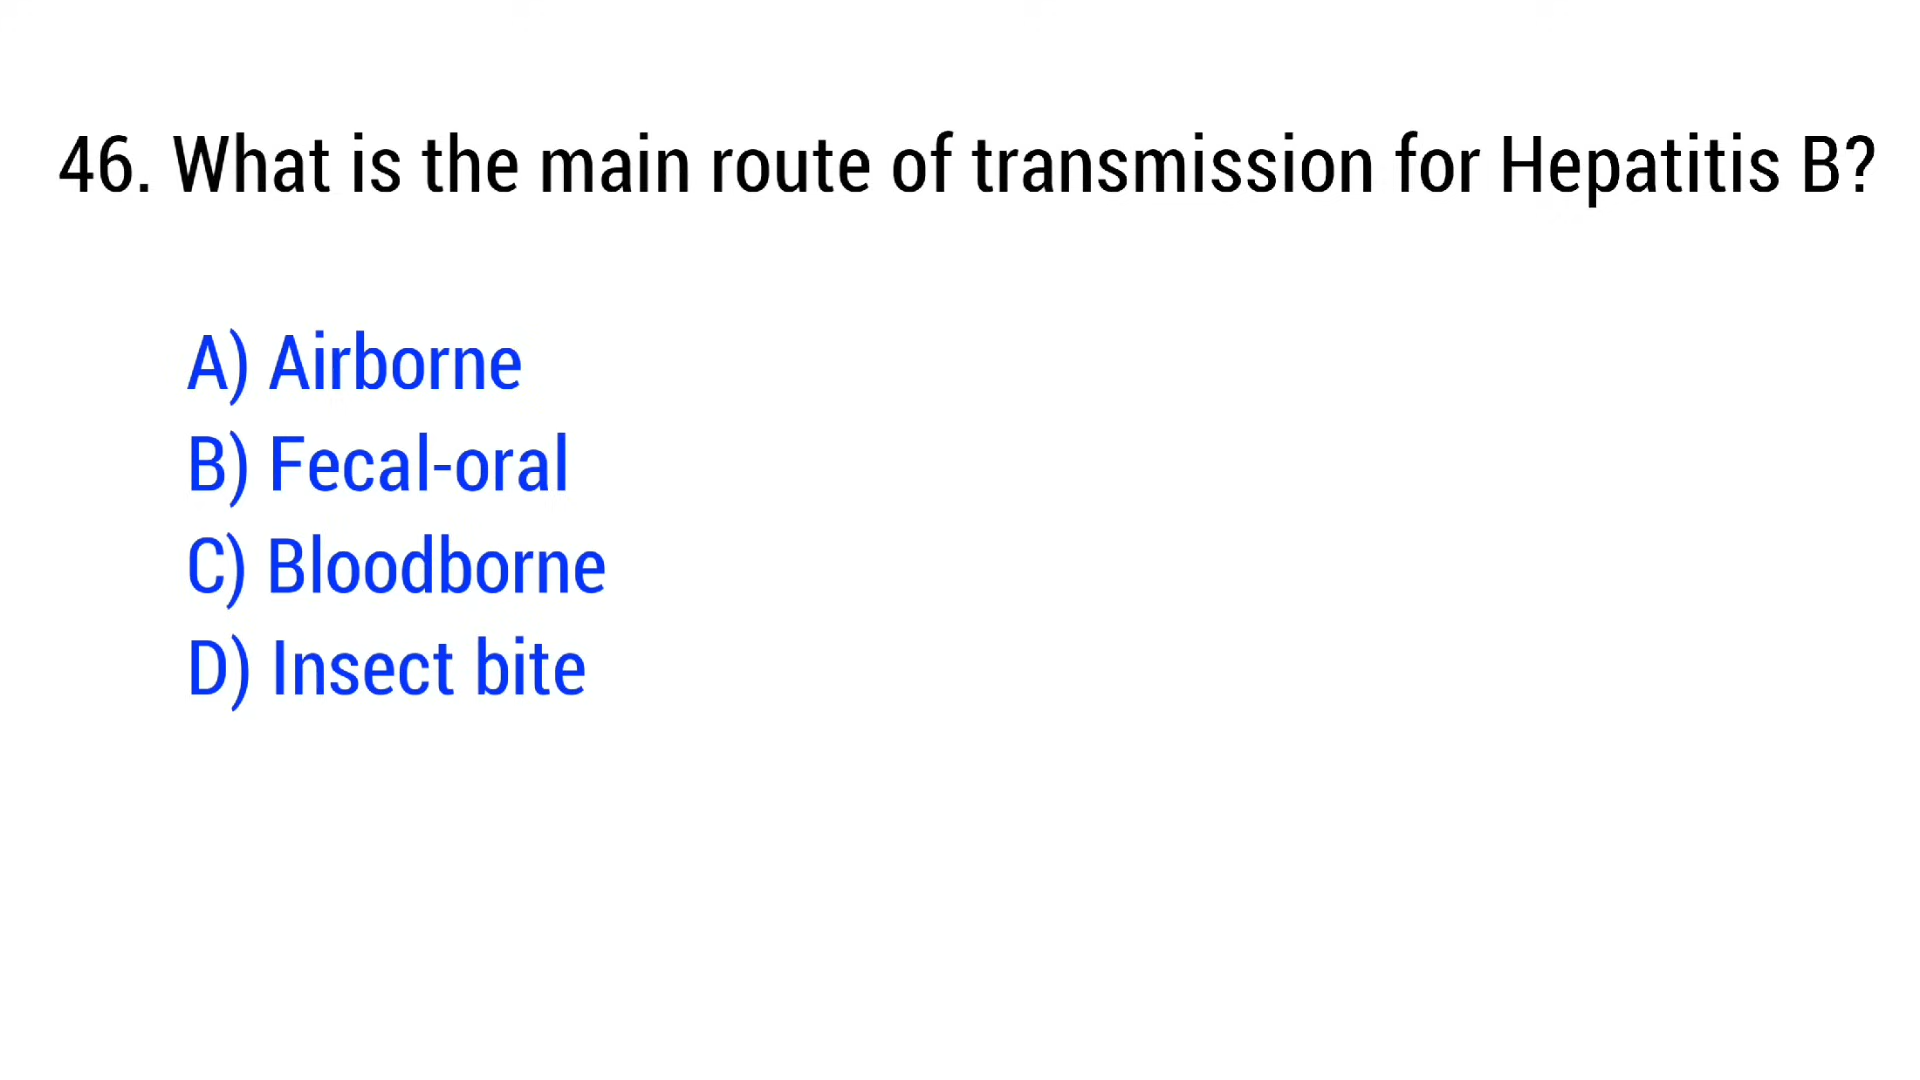 46. What is the main route of transmission for Hepatitis B?
A) Airborne
B) Fecal-oral
C) Bloodborne
D) Insect bite